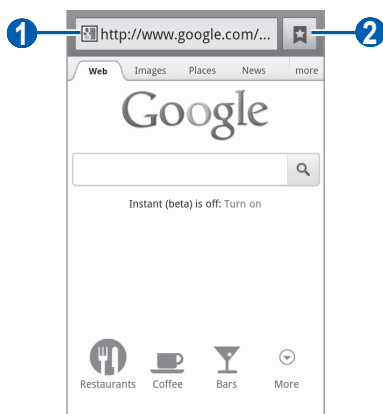 1 http://www.google.com/... 2
Web Images Places News more
Google
Instant (beta) is off: Turn on
Restaurants Coffee Bars More